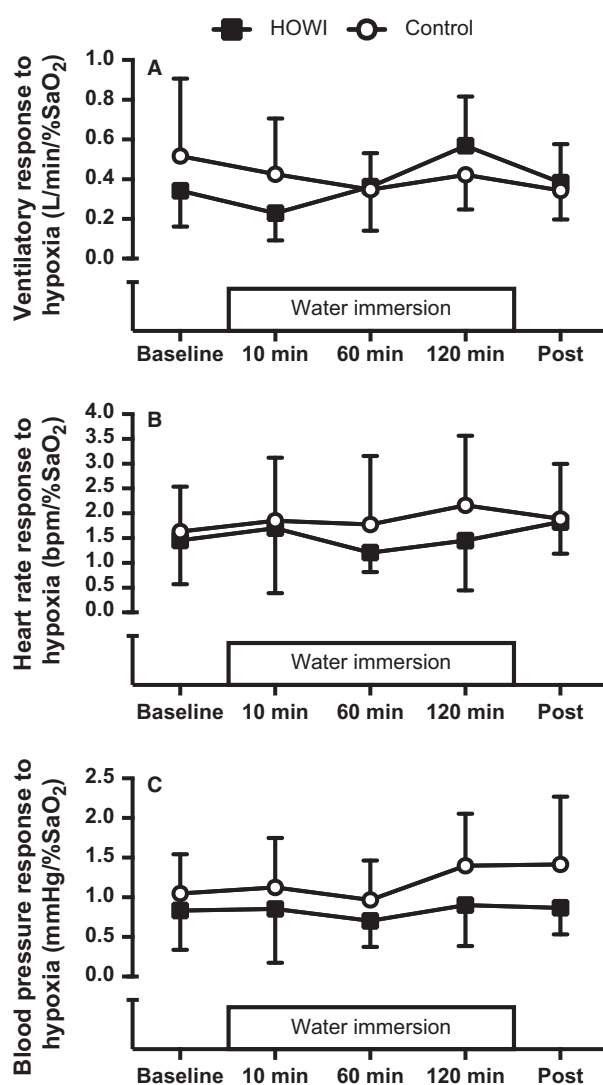 HOWI Control
A
Ventilatory response to
hypoxia (L/min/%SaO2)
1.0
0.8
0.6
0.4
0.2
0.0
Water immersion
Baseline 10 min 60 min 120 min Post
B
Heart rate response to
hypoxia (bpm/%SaO2)
4.0
3.5
3.0
2.5
2.0
1.5
1.0
0.5
0.0
Water immersion
Baseline 10 min 60 min 120 min Post
C
Blood pressure response to
hypoxia (mmHg/%SaO2)
2.5
2.0
1.5
1.0
0.5
0.0
Water immersion
Baseline 10 min 60 min 120 min Post